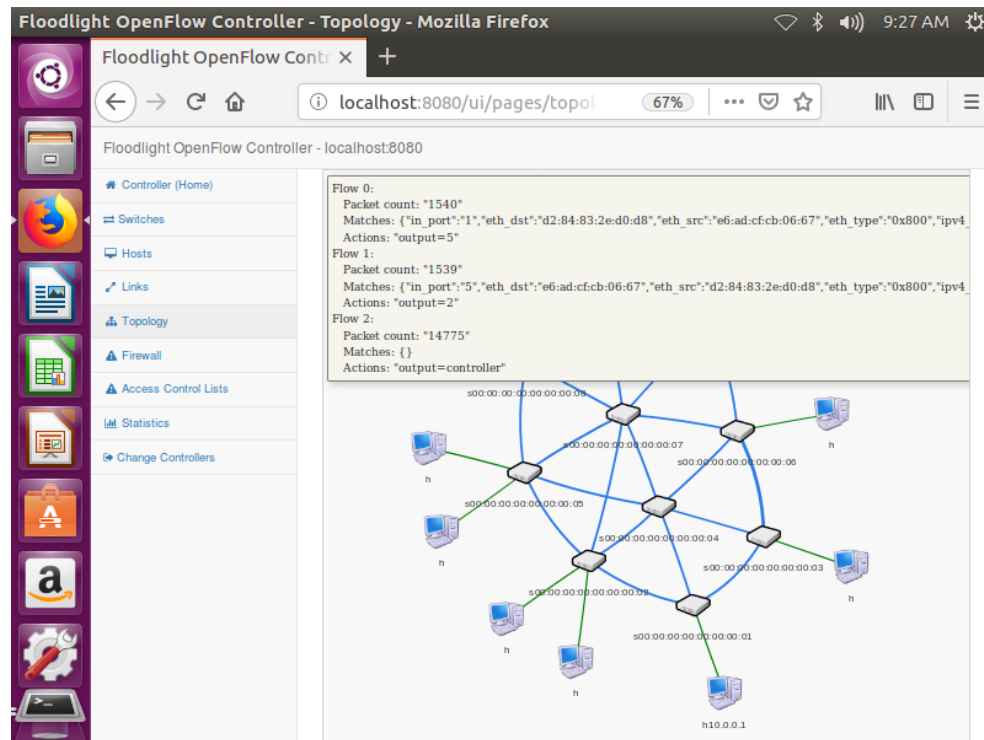 Floodlight OpenFlow Controller - Topology - Mozilla Firefox
9:27 AM
Floodlight OpenFlow Contr
localhost:8080/ui/pages/topol
67%
Floodlight OpenFlow Controller - localhost:8080
Controller (Home)
Switches
Hosts
Links
Topology
Firewall
Access Control Lists
Statistics
Change Controllers
Flow 0:
Packet count: "1540"
Matches: {"in_port":"1","eth_dst":"d2:84:83:2e:d0:d8","eth_src":"e6:ad:cf:cb:06:67","eth_type":"0x800","ipv4_
Actions: "output=5"
Flow 1:
Packet count: "1539"
Matches: {"in_port":"5","eth_dst":"e6:ad:cf:cb:06:67","eth_src":"d2:84:83:2e:d0:d8","eth_type":"0x800","ipv4_
Actions: "output=2"
Flow 2:
Packet count: "14775"
Matches: {}
Actions: "output=controller"
s00:00:00:00:00:00:00:08
s00:00:00:00:00:00:00:07
h
s00:00:00:00:00:00:00:06
h
s00:00:00:00:00:00:00:05
s00:00:00:00:00:00:00:04
h
s00:00:00:00:00:00:00:03
s00:00:00:00:00:00:00:02
h
s00:00:00:00:00:00:00:01
h
h
h10.0.0.1
a